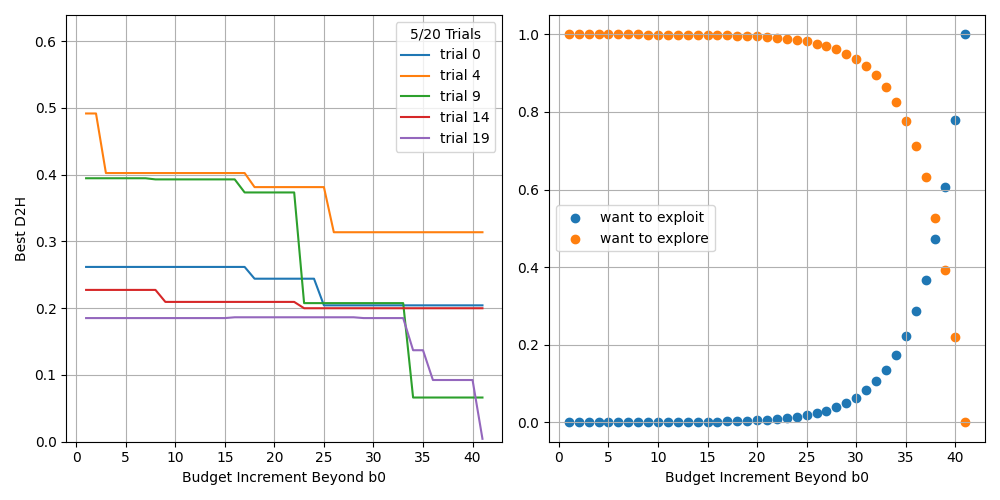 0.6
0.5
0.4
0.3
0.2
0.1
0.0
Best D2H
0 5 10 15 20 25 30 35 40
Budget Increment Beyond b0
5/20 Trials
trial 0
trial 4
trial 9
trial 14
trial 19
1.0
0.8
0.6
0.4
0.2
0.0
0 5 10 15 20 25 30 35 40
Budget Increment Beyond b0
want to exploit
want to explore